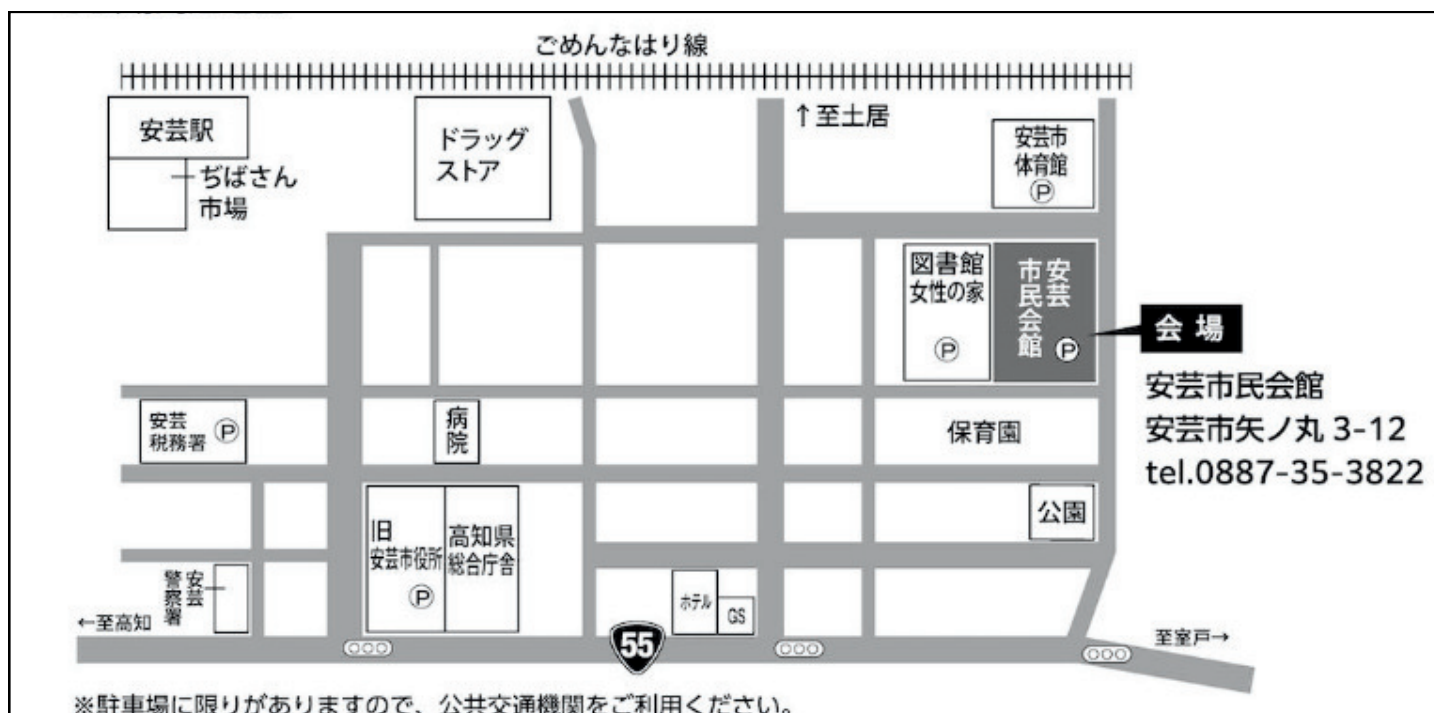 ごめんなはり線
安芸駅
ぢばさん
市場
ドラッグ
ストア
↑至土居
安芸市
体育館
P
図書館
女性の家
P
安芸
市民会館
P
会場
安芸市民会館
安芸市矢ノ丸 3-12
tel.0887-35-3822
安芸
税務署
P
病院
保育園
旧
安芸市役所
P
高知県
総合庁舎
公園
安芸
警察署
ホテル
GS
←至高知
55
至室戸→
※駐車場に限りがありますので、公共交通機関をご利用ください。